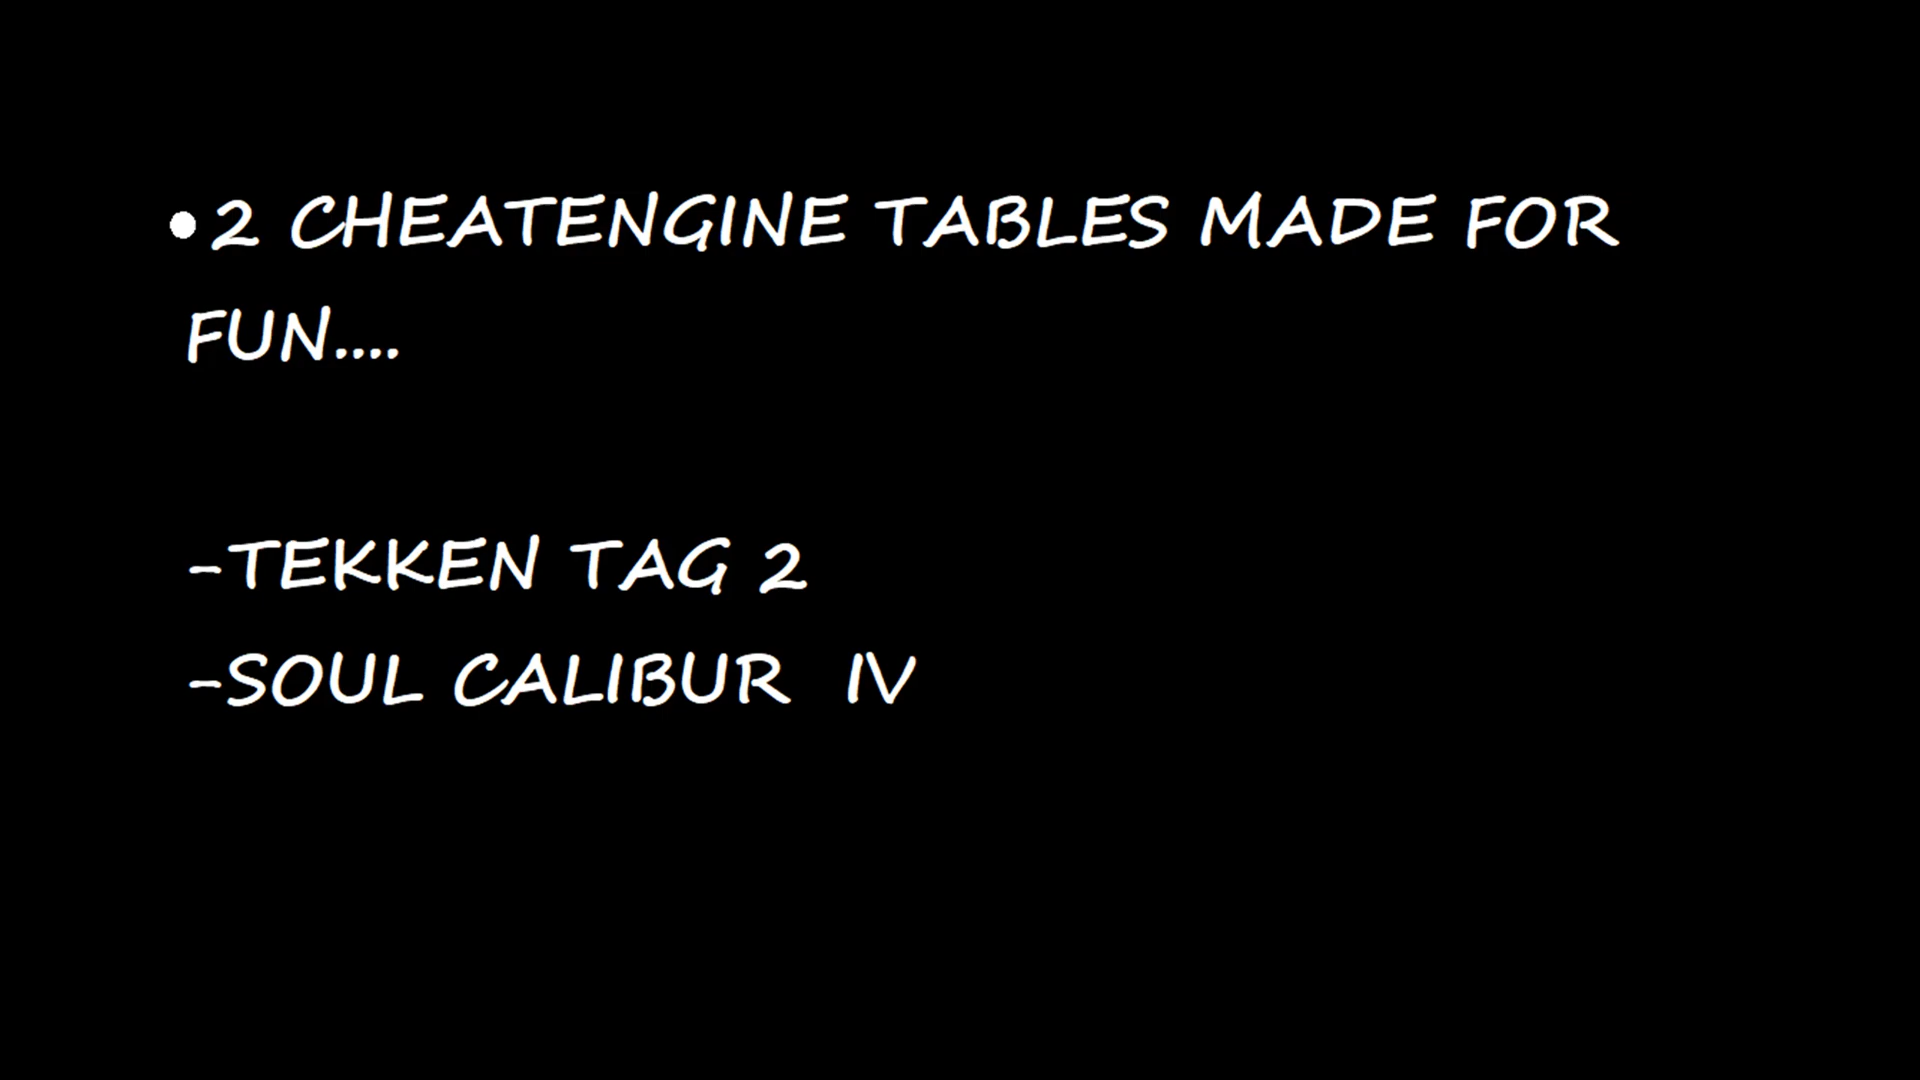 •2 CHEATENGINE TABLES MADE FOR
FUN....
-TEKKEN TAG 2
-SOUL CALIBUR  IV